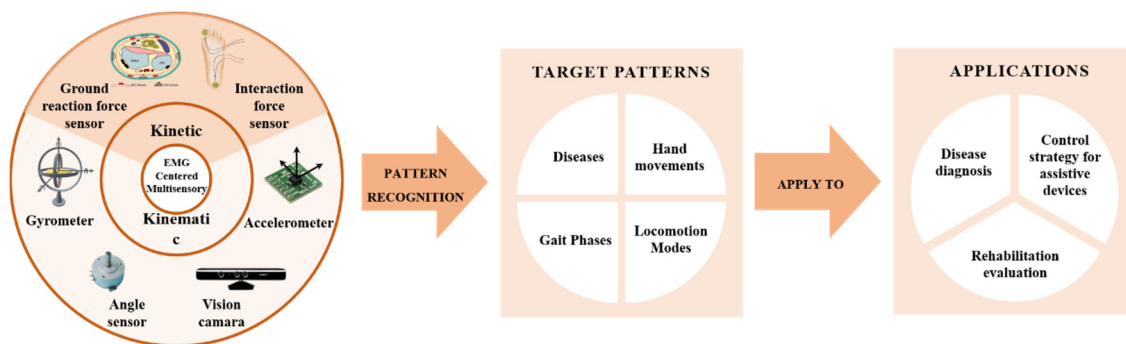 Ground
reaction force
sensor
Interaction
force
sensor
Kinetic
EMG
Centered
Multisensory
Kinemati
c
Gyrometer
Accelerometer
Angle
sensor
Vision
camara
PATTERN
RECOGNITION
TARGET PATTERNS
Diseases
Hand
movements
Gait Phases
Locomotion
Modes
APPLY TO
APPLICATIONS
Disease
diagnosis
Control
strategy for
assistive
devices
Rehabilitation
evaluation